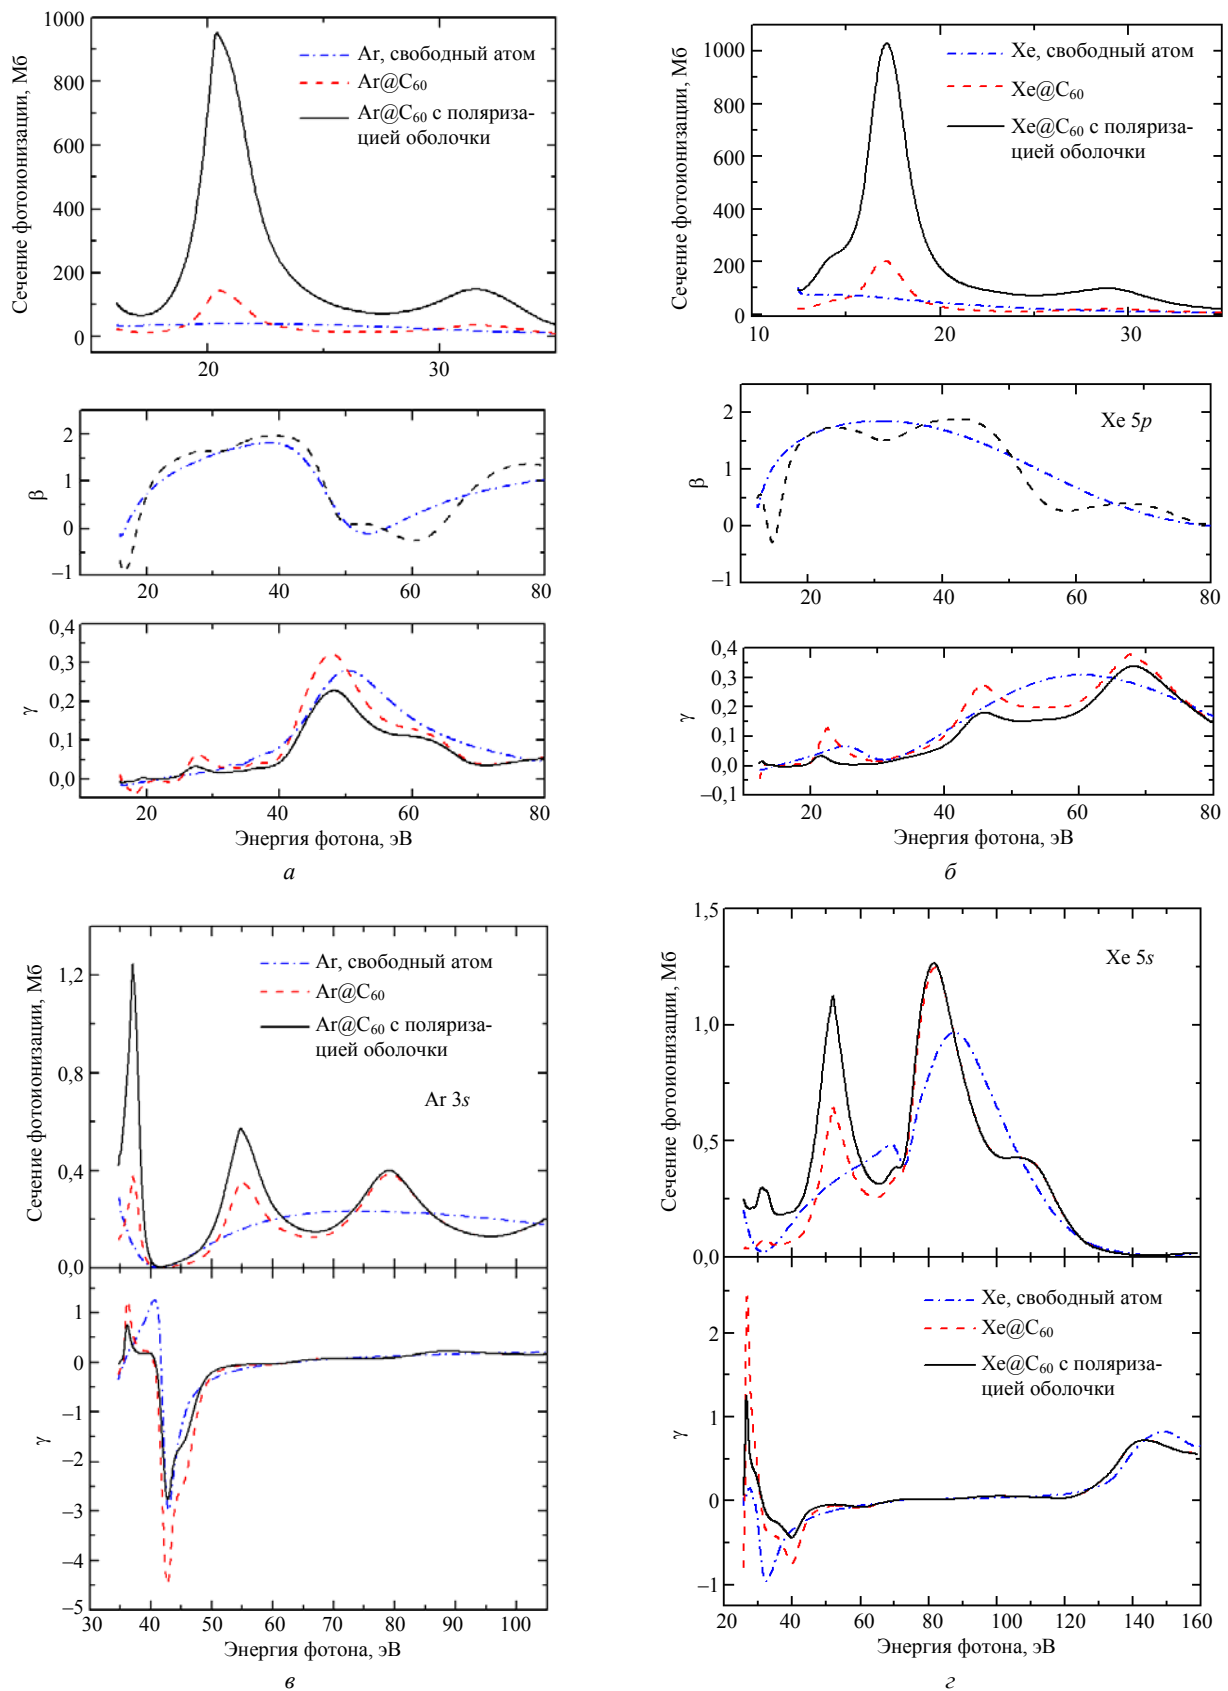 Сечение фотоионизации, Мб
1000
800
600
400
200
0
Ar, свободный атом
Ar@C₆₀
Ar@C₆₀ с поляриза-
цией оболочки
20
30
β
2
1
0
–1
20
40
60
80
γ
0,4
0,3
0,2
0,1
0,0
20
40
60
80
Энергия фотона, эВ
а
Сечение фотоионизации, Мб
1000
800
600
400
200
0
Xe, свободный атом
Xe@C₆₀
Xe@C₆₀ с поляриза-
цией оболочки
10
20
30
β
2
1
0
–1
Xe 5p
20
40
60
80
γ
0,4
0,3
0,2
0,1
0,0
–0,1
20
40
60
80
Энергия фотона, эВ
б
Сечение фотоионизации, Мб
1,2
0,8
0,4
0,0
Ar, свободный атом
Ar@C₆₀
Ar@C₆₀ с поляриза-
цией оболочки
Ar 3s
γ
1
0
–1
–2
–3
–4
–5
30
40
50
60
70
80
90
100
Энергия фотона, эВ
в
Сечение фотоионизации, Мб
1,5
1,0
0,5
0,0
Xe 5s
γ
2
1
0
–1
Xe, свободный атом
Xe@C₆₀
Xe@C₆₀ с поляриза-
цией оболочки
20
40
60
80
100
120
140
160
Энергия фотона, эВ
г